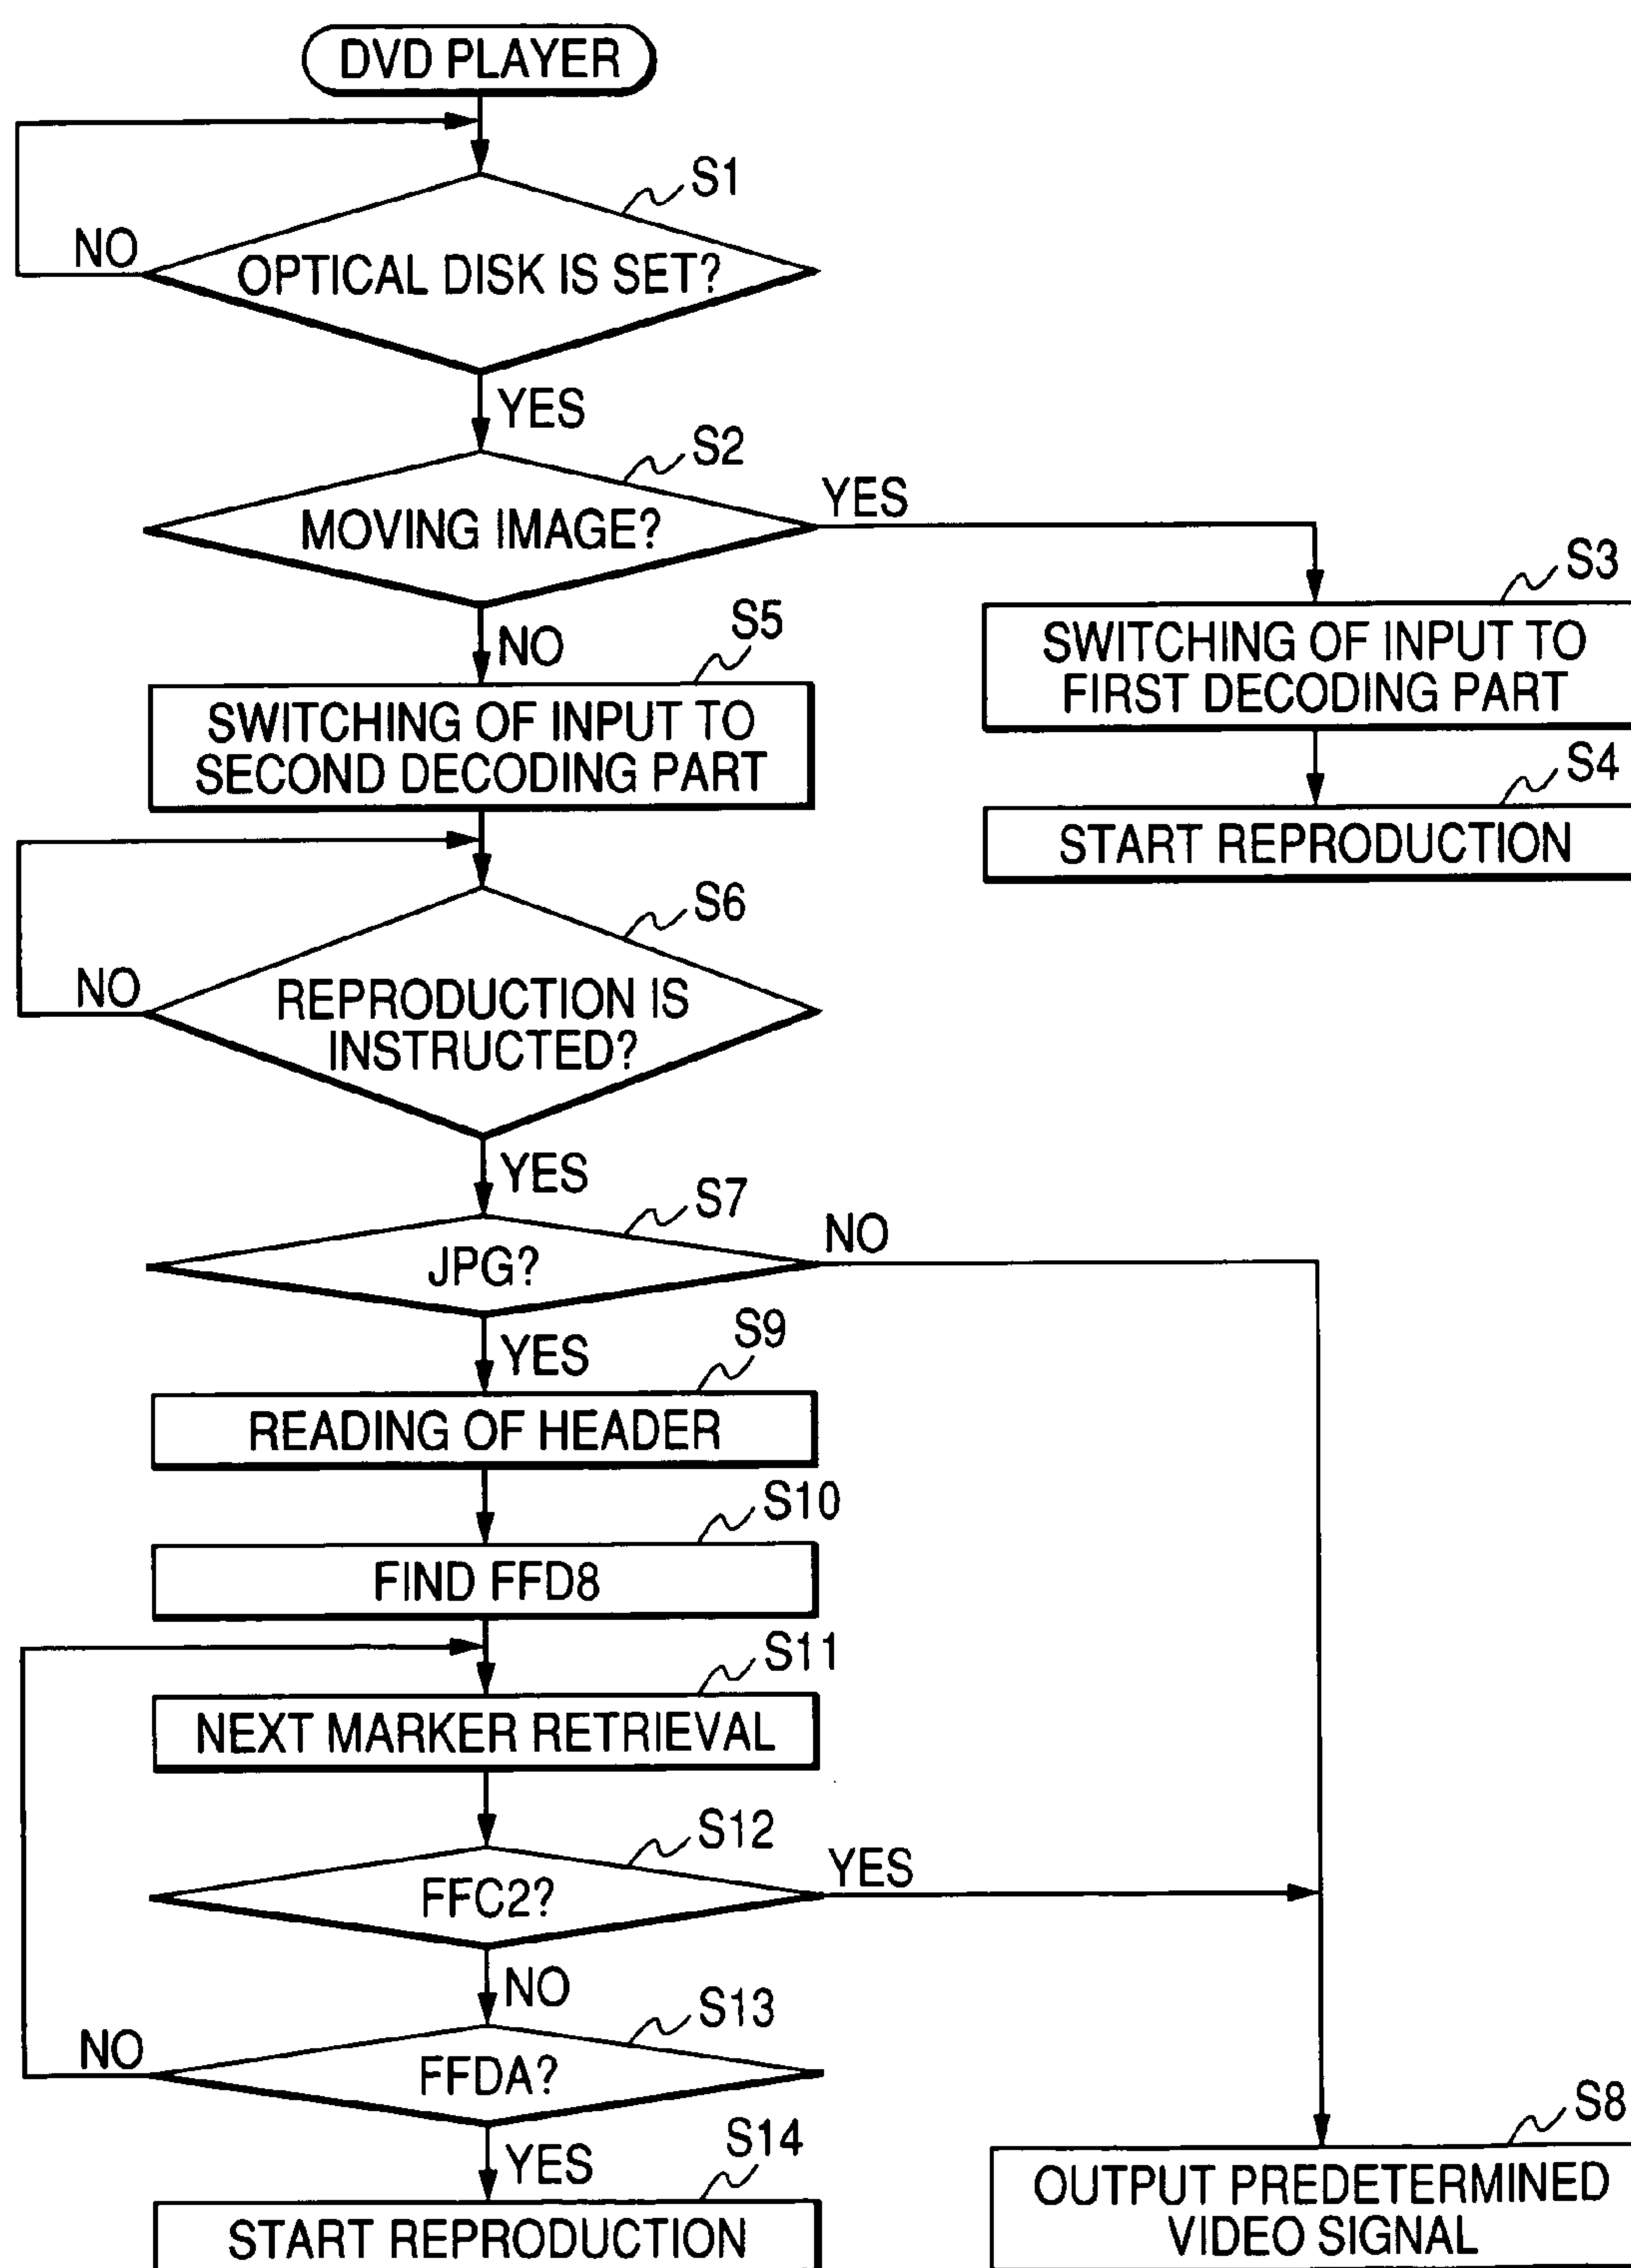 DVD PLAYER
S1
NO
OPTICAL DISK IS SET?
YES
S2
MOVING IMAGE?
YES
S3
SWITCHING OF INPUT TO
FIRST DECODING PART
S4
START REPRODUCTION
NO
S5
SWITCHING OF INPUT TO
SECOND DECODING PART
S6
NO
REPRODUCTION IS
INSTRUCTED?
YES
S7
JPG?
NO
YES
S9
READING OF HEADER
S10
FIND FFD8
S11
NEXT MARKER RETRIEVAL
S12
FFC2?
YES
NO
S13
NO
FFDA?
YES
S14
START REPRODUCTION
S8
OUTPUT PREDETERMINED
VIDEO SIGNAL